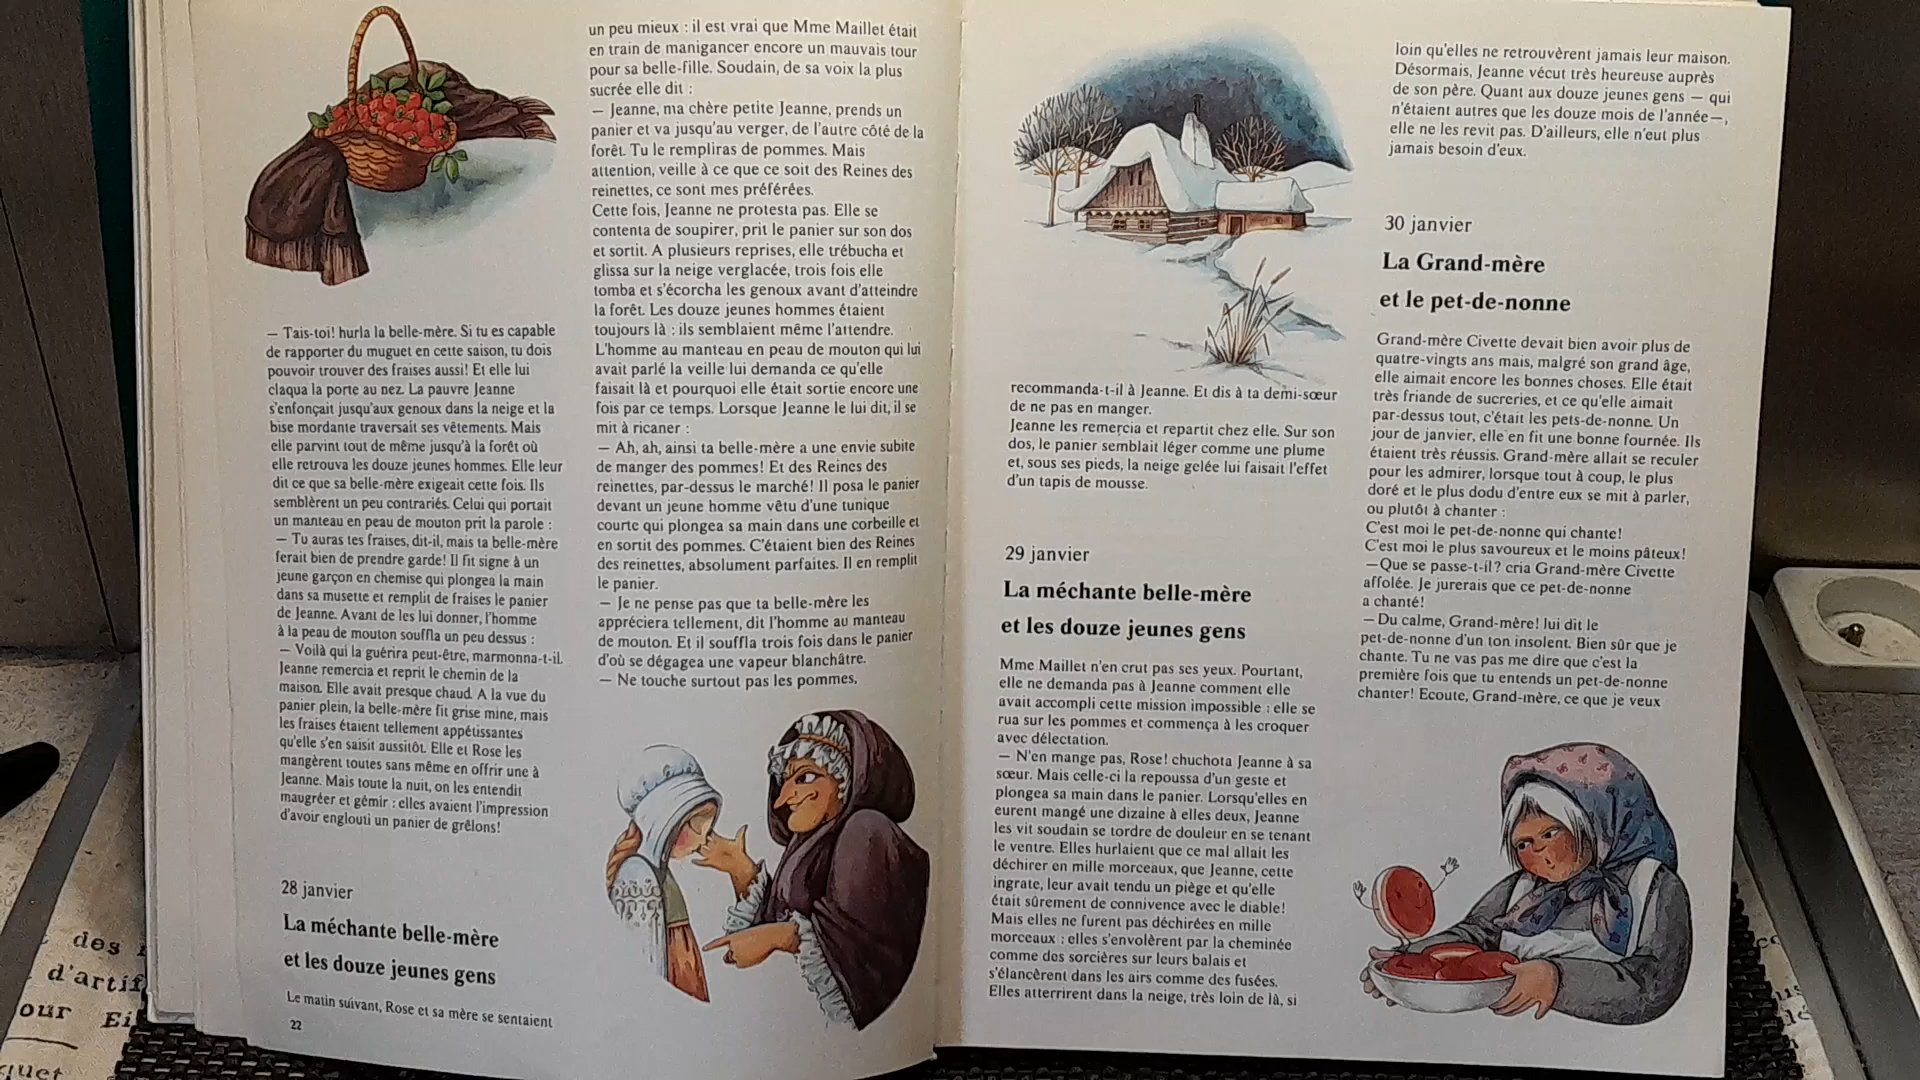 — Tais-toi! hurla la belle-mère. Si tu es capable
de rapporter du muguet en cette saison, tu dois
pouvoir trouver des fraises aussi! Et elle lui
claqua la porte au nez. La pauvre Jeanne
s'enfonçait jusqu'aux genoux dans la neige et la
bise mordante traversait ses vêtements. Mais
elle parvint tout de même jusqu'à la forêt où
elle retrouva les douze jeunes hommes. Elle leur
dit ce que sa belle-mère exigeait cette fois. Ils
semblèrent un peu contrariés. Celui qui portait
un manteau en peau de mouton prit la parole :
— Tu auras tes fraises, dit-il, mais ta belle-mère
ferait bien de prendre garde! Il fit signe à un
jeune garçon en chemise qui plongea la main
dans sa musette et remplit de fraises le panier
de Jeanne. Avant de les lui donner, l'homme
à la peau de mouton souffla un peu dessus :
— Voilà qui la guérira peut-être, marmonna-t-il.
Jeanne remercia et reprit le chemin de la
maison. Elle avait presque chaud. A la vue du
panier plein, la belle-mère fit grise mine, mais
les fraises étaient tellement appétissantes
qu'elle s'en saisit aussitôt. Elle et Rose les
mangèrent toutes sans même en offrir une à
Jeanne. Mais toute la nuit, on les entendit
maugréer et gémir : elles avaient l'impression
d'avoir englouti un panier de grêlons!
28 janvier
La méchante belle-mère
et les douze jeunes gens
Le matin suivant, Rose et sa mère se sentaient
22
un peu mieux : il est vrai que Mme Maillet était
en train de manigancer encore un mauvais tour
pour sa belle-fille. Soudain, de sa voix la plus
sucrée elle dit :
— Jeanne, ma chère petite Jeanne, prends un
panier et va jusqu'au verger, de l'autre côté de la
forêt. Tu le rempliras de pommes. Mais
attention, veille à ce que ce soit des Reines des
reinettes, ce sont mes préférées.
Cette fois, Jeanne ne protesta pas. Elle se
contenta de soupirer, prit le panier sur son dos
et sortit. A plusieurs reprises, elle trébucha et
glissa sur la neige verglacée, trois fois elle
tomba et s'écorcha les genoux avant d'atteindre
la forêt. Les douze jeunes hommes étaient
toujours là : ils semblaient même l'attendre.
L'homme au manteau en peau de mouton qui lui
avait parlé la veille lui demanda ce qu'elle
faisait là et pourquoi elle était sortie encore une
fois par ce temps. Lorsque Jeanne le lui dit, il se
mit à ricaner :
— Ah, ah, ainsi ta belle-mère a une envie subite
de manger des pommes! Et des Reines des
reinettes, par-dessus le marché! Il posa le panier
devant un jeune homme vêtu d'une tunique
courte qui plongea sa main dans une corbeille et
en sortit des pommes. C'étaient bien des Reines
des reinettes, absolument parfaites. Il en remplit
le panier.
— Je ne pense pas que ta belle-mère les
appréciera tellement, dit l'homme au manteau
de mouton. Et il souffla trois fois dans le panier
d'où se dégagea une vapeur blanchâtre.
— Ne touche surtout pas les pommes,
recommanda-t-il à Jeanne. Et dis à ta demi-sœur
de ne pas en manger.
Jeanne les remercia et repartit chez elle. Sur son
dos, le panier semblait léger comme une plume
et, sous ses pieds, la neige gelée lui faisait l'effet
d'un tapis de mousse.
29 janvier
La méchante belle-mère
et les douze jeunes gens
Mme Maillet n'en crut pas ses yeux. Pourtant,
elle ne demanda pas à Jeanne comment elle
avait accompli cette mission impossible : elle se
rua sur les pommes et commença à les croquer
avec délectation.
— N'en mange pas, Rose! chuchota Jeanne à sa
sœur. Mais celle-ci la repoussa d'un geste et
plongea sa main dans le panier. Lorsqu'elles en
eurent mangé une dizaine à elles deux, Jeanne
les vit soudain se tordre de douleur en se tenant
le ventre. Elles hurlaient que ce mal allait les
déchirer en mille morceaux, que Jeanne, cette
ingrate, leur avait tendu un piège et qu'elle
était sûrement de connivence avec le diable!
Mais elles ne furent pas déchirées en mille
morceaux : elles s'envolèrent par la cheminée
comme des sorcières sur leurs balais et
s'élancèrent dans les airs comme des fusées.
Elles atterrirent dans la neige, très loin de là, si
loin qu'elles ne retrouvèrent jamais leur maison.
Désormais, Jeanne vécut très heureuse auprès
de son père. Quant aux douze jeunes gens — qui
n'étaient autres que les douze mois de l'année—,
elle ne les revit pas. D'ailleurs, elle n'eut plus
jamais besoin d'eux.
30 janvier
La Grand-mère
et le pet-de-nonne
Grand-mère Civette devait bien avoir plus de
quatre-vingts ans mais, malgré son grand âge,
elle aimait encore les bonnes choses. Elle était
très friande de sucreries, et ce qu'elle aimait
par-dessus tout, c'était les pets-de-nonne. Un
jour de janvier, elle en fit une bonne fournée. Ils
étaient très réussis. Grand-mère allait se reculer
pour les admirer, lorsque tout à coup, le plus
doré et le plus dodu d'entre eux se mit à parler,
ou plutôt à chanter :
C'est moi le pet-de-nonne qui chante!
C'est moi le plus savoureux et le moins pâteux!
—Que se passe-t-il? cria Grand-mère Civette
affolée. Je jurerais que ce pet-de-nonne
a chanté!
— Du calme, Grand-mère! lui dit le
pet-de-nonne d'un ton insolent. Bien sûr que je
chante. Tu ne vas pas me dire que c'est la
première fois que tu entends un pet-de-nonne
chanter! Ecoute, Grand-mère, ce que je veux
des
d'artif
our Ei
quet